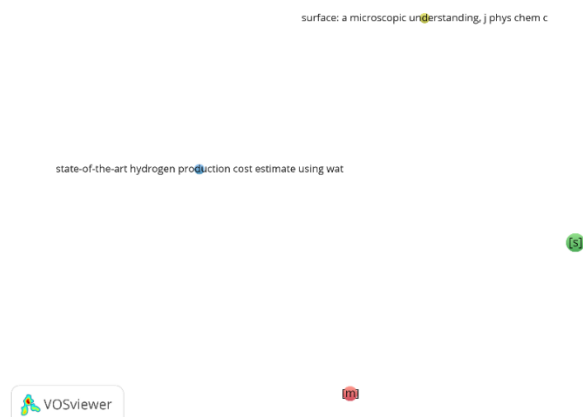 surface: a microscopic understanding, j phys chem c
state-of-the-art hydrogen production cost estimate using wat
[s]
[m]
VOSviewer